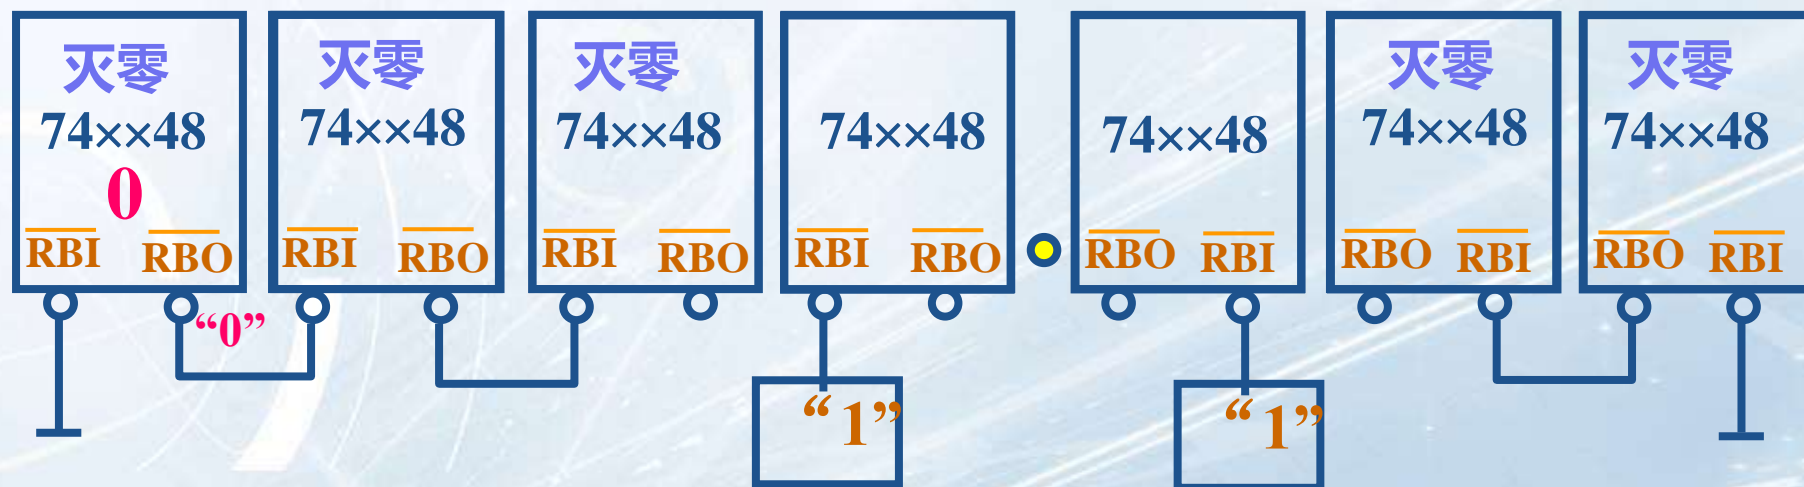 灭零 灭零 灭零 灭零 灭零
74××48 74××48 74××48 74××48 74××48 74××48 74××48
0
RBI RBO RBI RBO RBI RBO RBI RBO RBO RBI RBO RBI RBO RBI
“0”
“1” “1”